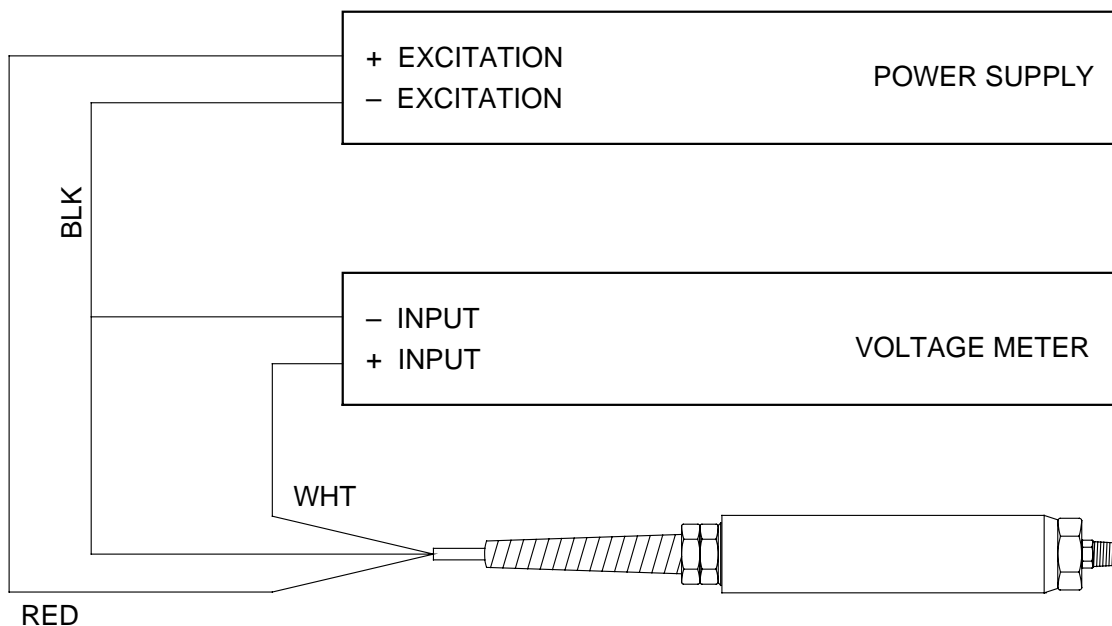 + EXCITATION
– EXCITATION
POWER SUPPLY
BLK
– INPUT
+ INPUT
VOLTAGE METER
WHT
RED